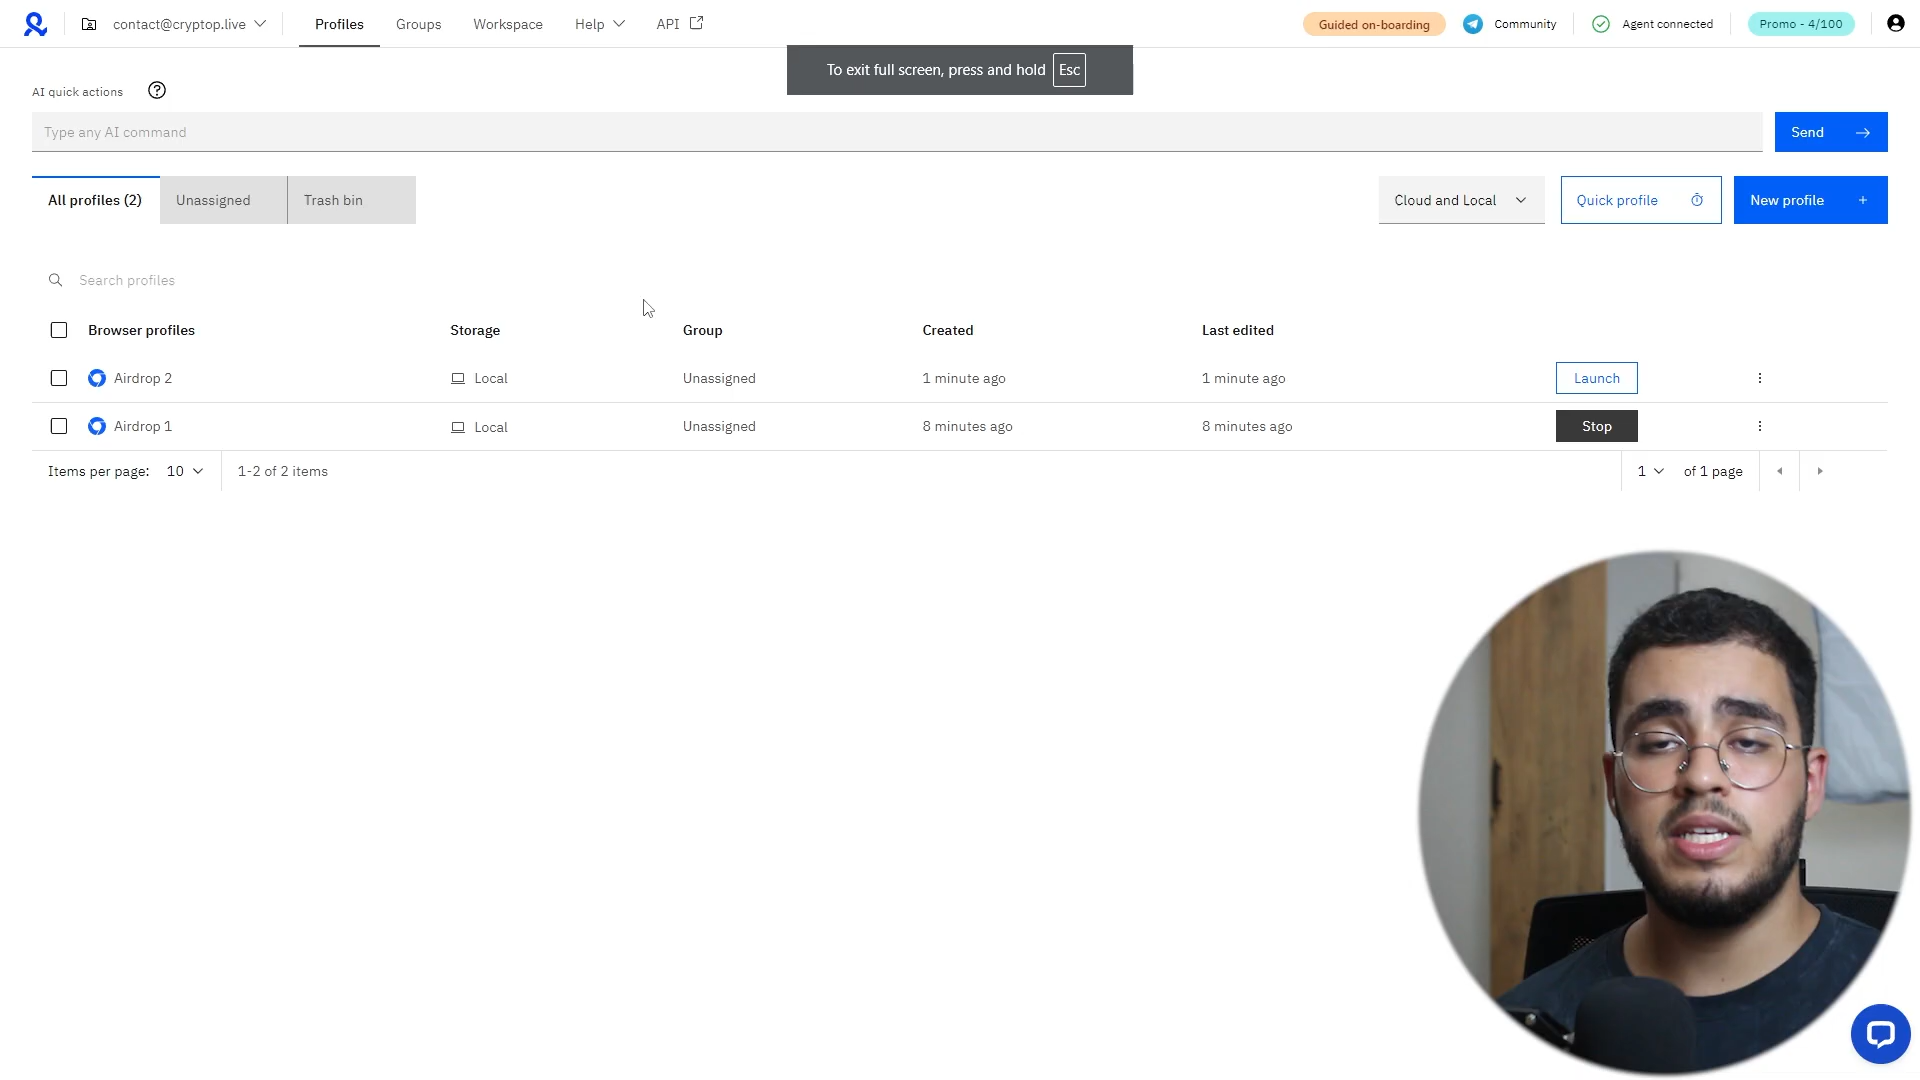 contact@cryptop.live Profiles Groups Workspace Help API Guided on-boarding Community Agent connected Promo - 4/100
To exit full screen, press and hold Esc
AI quick actions
Type any AI command Send
All profiles (2) Unassigned Trash bin Cloud and Local Quick profile New profile +
Search profiles
Browser profiles Storage Group Created Last edited
Airdrop 2 Local Unassigned 1 minute ago 1 minute ago Launch
Airdrop 1 Local Unassigned 8 minutes ago 8 minutes ago Stop
Items per page: 10 1-2 of 2 items 1 of 1 page